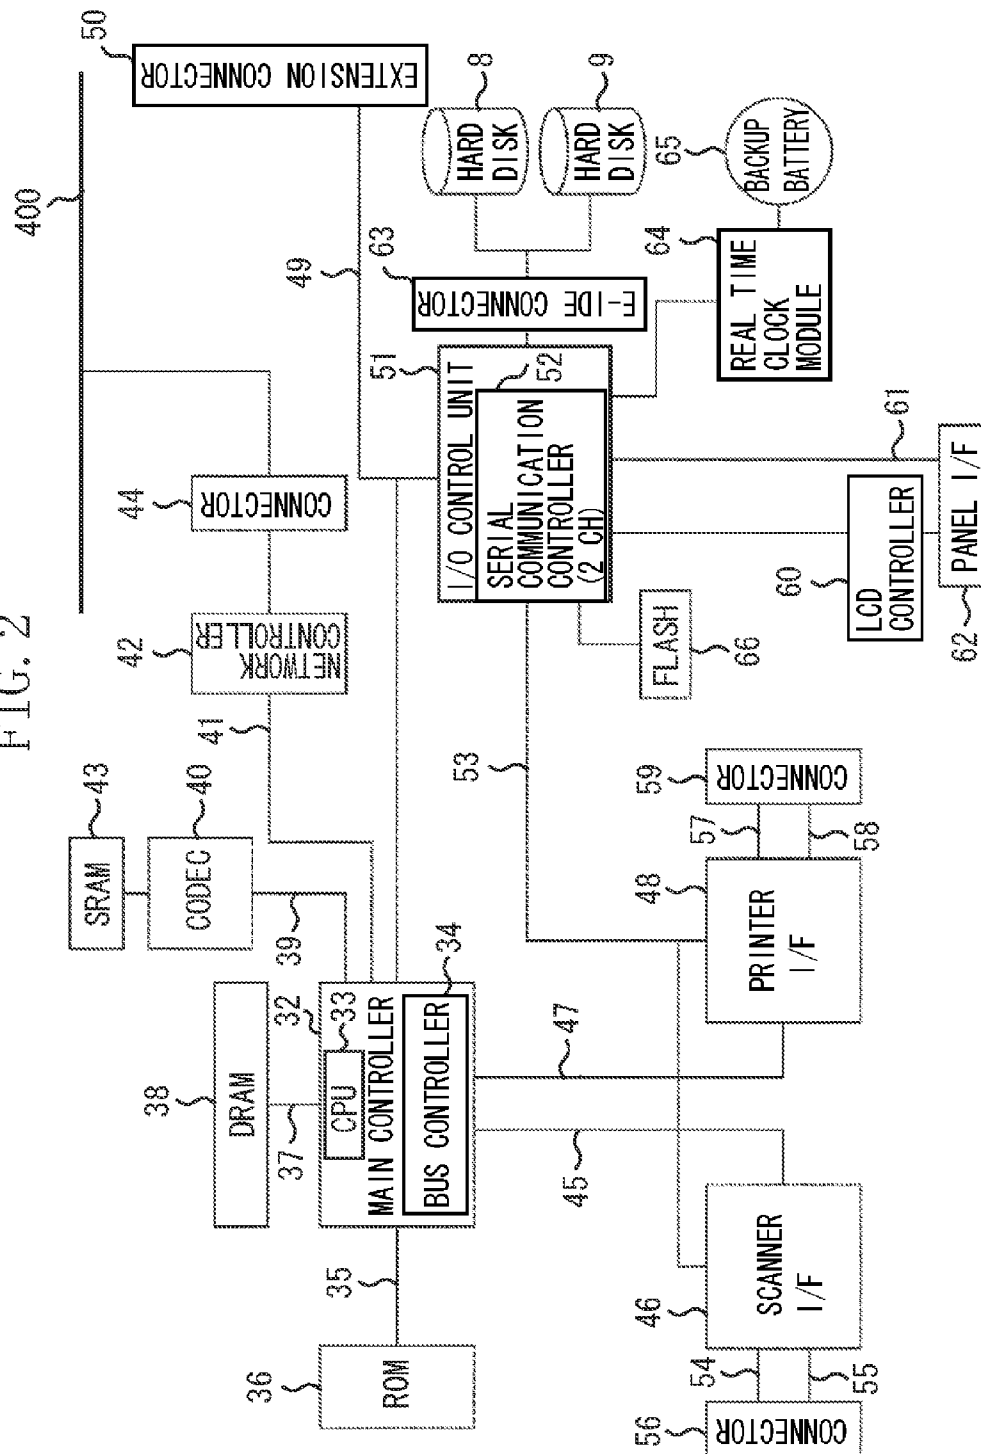 FIG. 2
400
50
EXTENSION CONNECTOR
43
SRAM
40
CODEC
39
41
42
NETWORK
CONTROLLER
44
CONNECTOR
49
63
E-IDE CONNECTOR
8
HARD
DISK
9
HARD
DISK
65
BACKUP
BATTERY
64
REAL TIME
CLOCK
MODULE
38
DRAM
37
32
33
CPU
MAIN CONTROLLER
34
BUS CONTROLLER
51
I/O CONTROL UNIT
52
SERIAL
COMMUNICATION
CONTROLLER
(2 CH)
53
FLASH
66
61
60
LCD
CONTROLLER
62
PANEL I/F
36
ROM
35
45
47
46
SCANNER
I/F
54
55
56
CONNECTOR
48
PRINTER
I/F
57
58
59
CONNECTOR